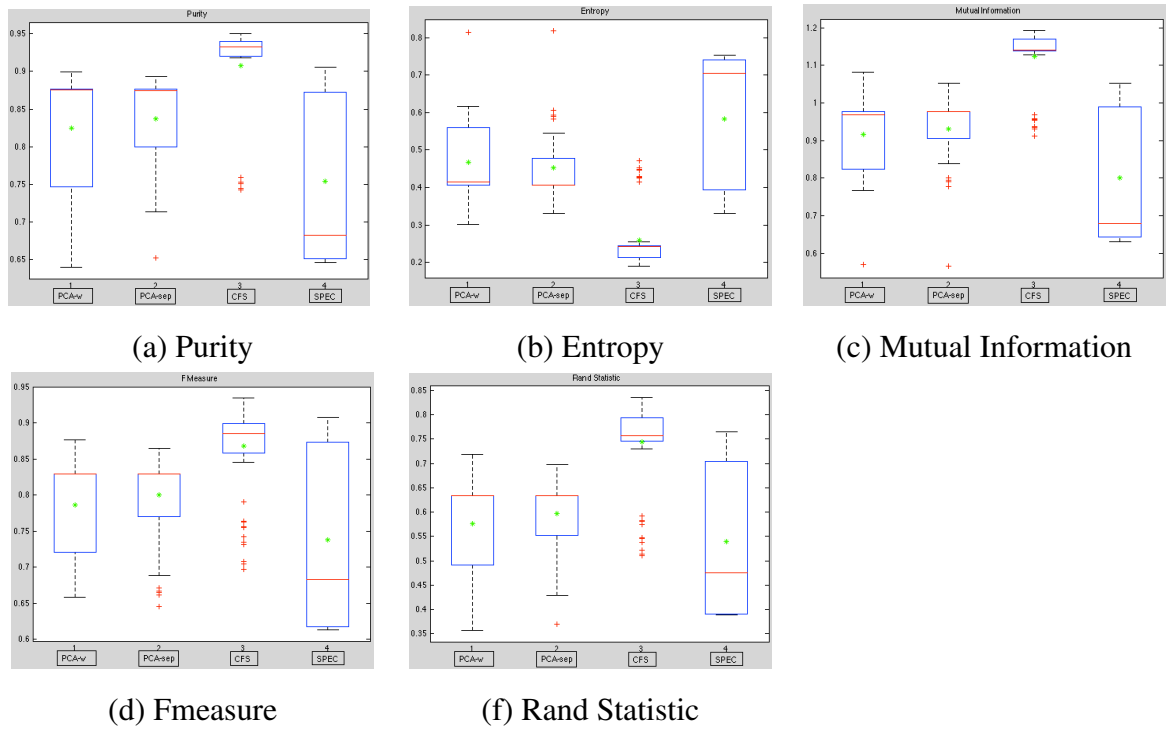 Purity
0.95
0.9
0.85
0.8
0.75
0.7
0.65
1 2 3 4
PCA-w PCA-sep CFS SPEC
(a) Purity
Entropy
0.8
0.7
0.6
0.5
0.4
0.3
0.2
1 2 3 4
PCA-w PCA-sep CFS SPEC
(b) Entropy
Mutual Information
1.2
1.1
1
0.9
0.8
0.7
0.6
1 2 3 4
PCA-w PCA-sep CFS SPEC
(c) Mutual Information
FMeasure
0.95
0.9
0.85
0.8
0.75
0.7
0.65
0.6
1 2 3 4
PCA-w PCA-sep CFS SPEC
(d) Fmeasure
Rand Statistic
0.85
0.8
0.75
0.7
0.65
0.6
0.55
0.5
0.45
0.4
0.35
1 2 3 4
PCA-w PCA-sep CFS SPEC
(f) Rand Statistic